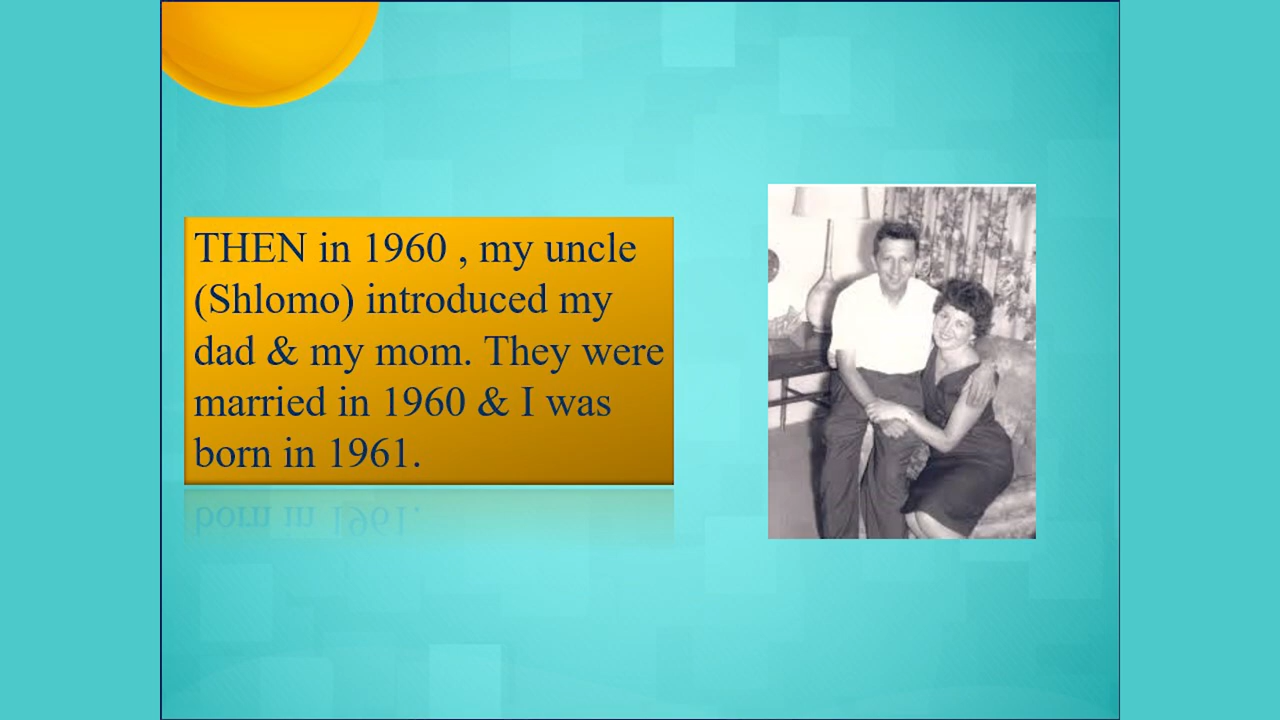 THEN in 1960 , my uncle
(Shlomo) introduced my
dad & my mom. They were
married in 1960 & I was
born in 1961.